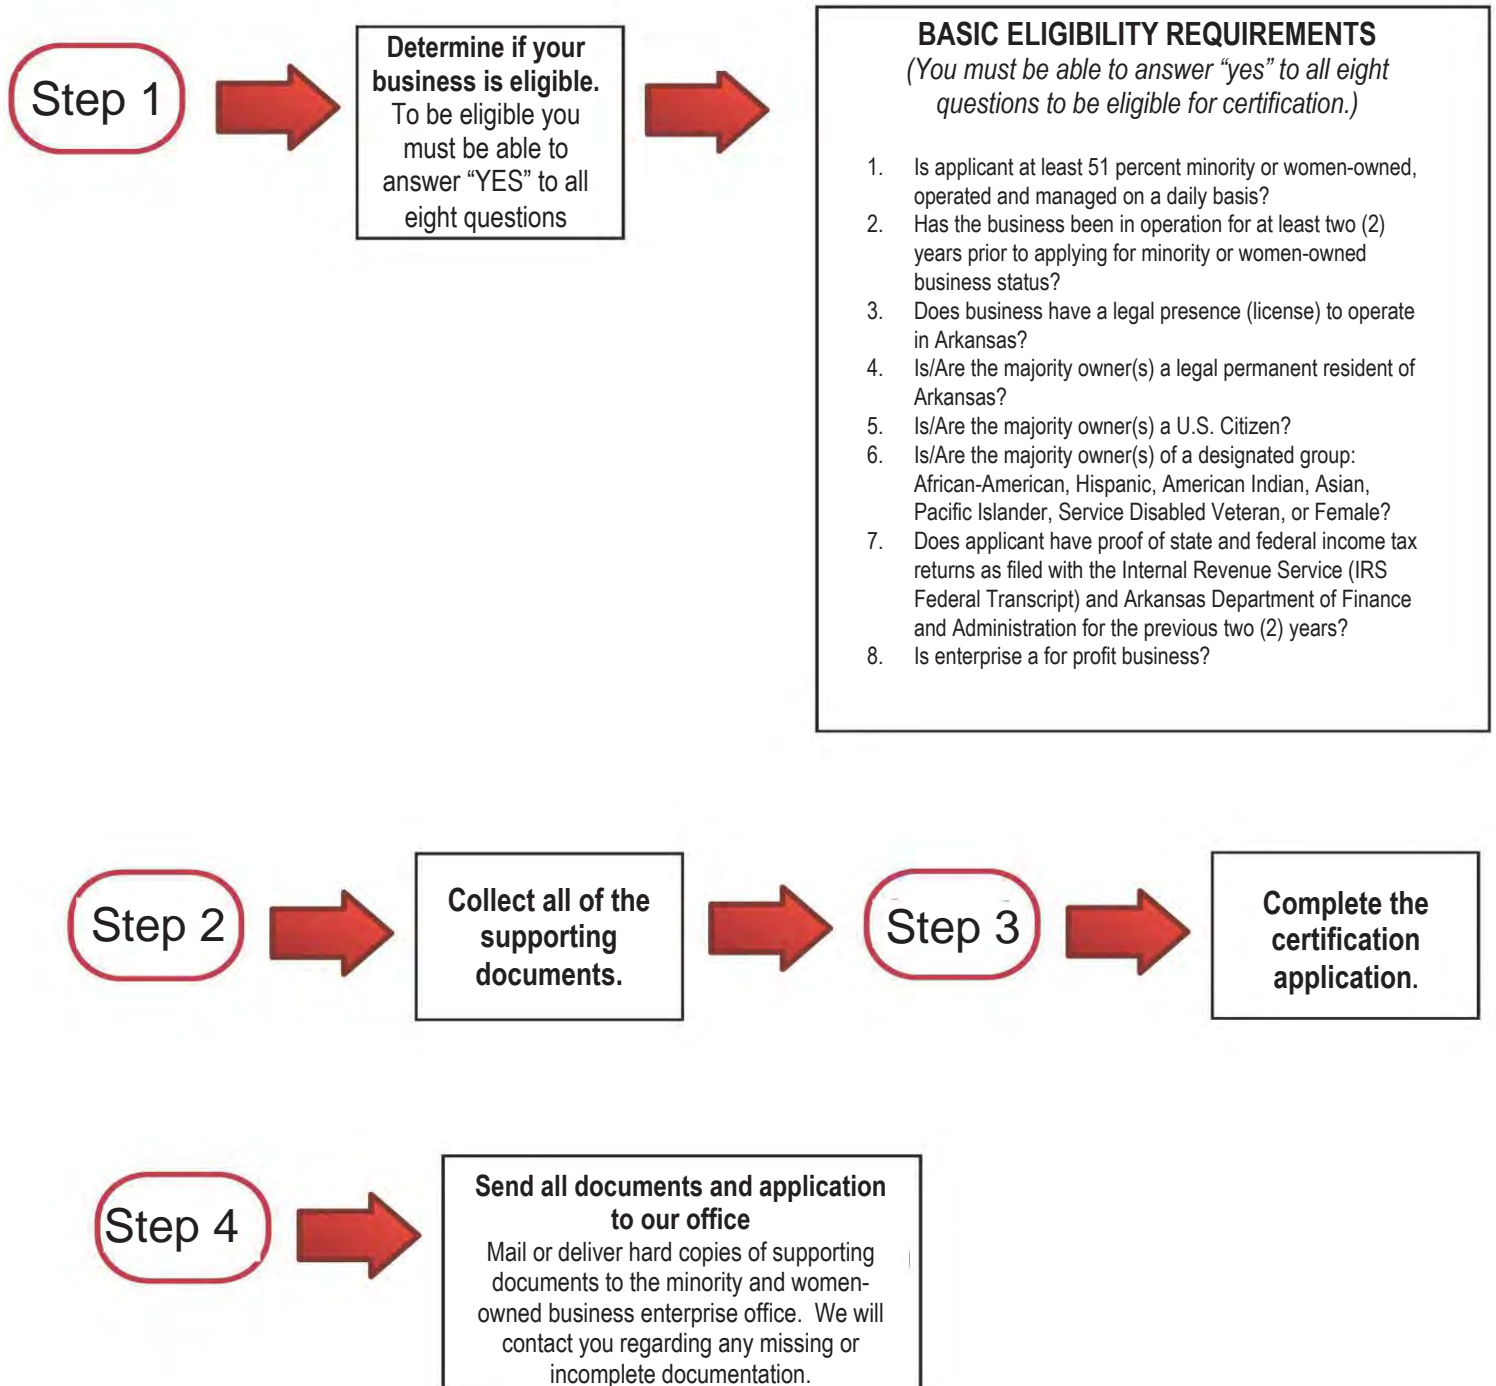 Step 1
Determine if your
business is eligible.
To be eligible you
must be able to
answer “YES” to all
eight questions
BASIC ELIGIBILITY REQUIREMENTS
(You must be able to answer “yes” to all eight
questions to be eligible for certification.)
1. Is applicant at least 51 percent minority or women-owned,
operated and managed on a daily basis?
2. Has the business been in operation for at least two (2)
years prior to applying for minority or women-owned
business status?
3. Does business have a legal presence (license) to operate
in Arkansas?
4. Is/Are the majority owner(s) a legal permanent resident of
Arkansas?
5. Is/Are the majority owner(s) a U.S. Citizen?
6. Is/Are the majority owner(s) of a designated group:
African-American, Hispanic, American Indian, Asian,
Pacific Islander, Service Disabled Veteran, or Female?
7. Does applicant have proof of state and federal income tax
returns as filed with the Internal Revenue Service (IRS
Federal Transcript) and Arkansas Department of Finance
and Administration for the previous two (2) years?
8. Is enterprise a for profit business?
Step 2
Collect all of the
supporting
documents.
Step 3
Complete the
certification
application.
Step 4
Send all documents and application
to our office
Mail or deliver hard copies of supporting
documents to the minority and women-
owned business enterprise office. We will
contact you regarding any missing or
incomplete documentation.